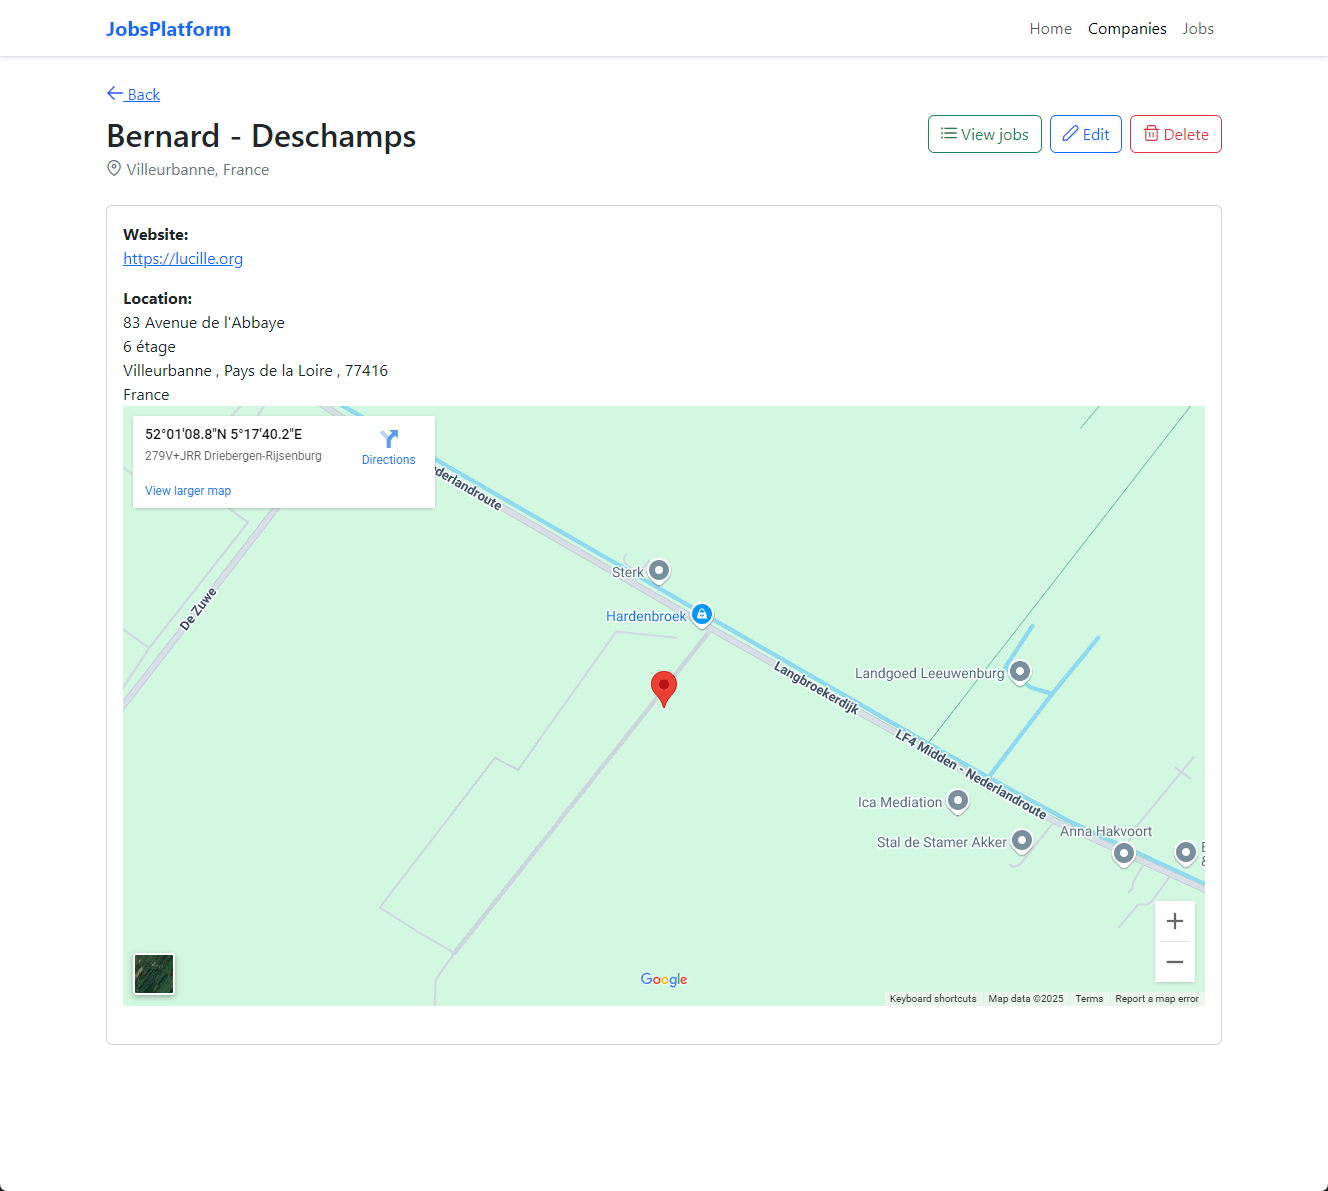 JobsPlatform
Home Companies Jobs
Back
Bernard - Deschamps
View jobs Edit Delete
Villeurbanne, France
Website:
https://lucille.org
Location:
83 Avenue de l'Abbaye
6 étage
Villeurbanne , Pays de la Loire , 77416
France
52°01'08.8"N 5°17'40.2"E
279V+JRR Driebergen-Rijsenburg
Directions
View larger map
De Zuwe
Sterk
Hardenbroek
Langbroekerdijk
Landgoed Leeuwenburg
LF4 Midden - Nederlandroute
Ica Mediation
Stal de Stamer Akker
Anna Hakvoort
Google
Keyboard shortcuts Map data ©2025 Terms Report a map error